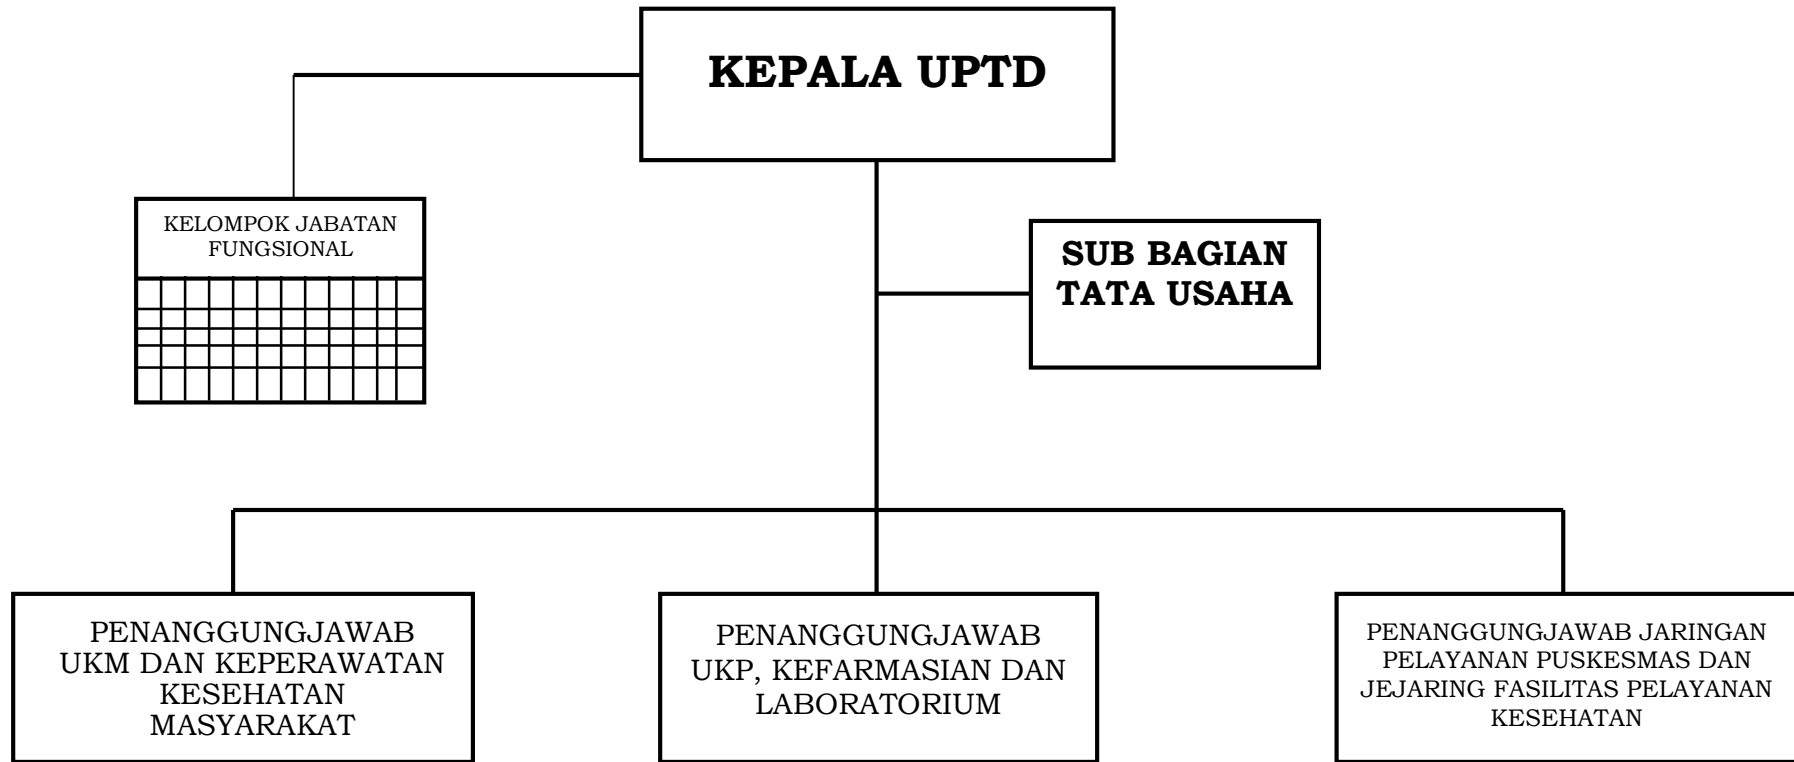 KEPALA UPTD
KELOMPOK JABATAN
FUNGSIONAL
SUB BAGIAN
TATA USAHA
PENANGGUNGJAWAB
UKM DAN KEPERAWATAN
KESEHATAN
MASYARAKAT
PENANGGUNGJAWAB
UKP, KEFARMASIAN DAN
LABORATORIUM
PENANGGUNGJAWAB JARINGAN
PELAYANAN PUSKESMAS DAN
JEJARING FASILITAS PELAYANAN
KESEHATAN